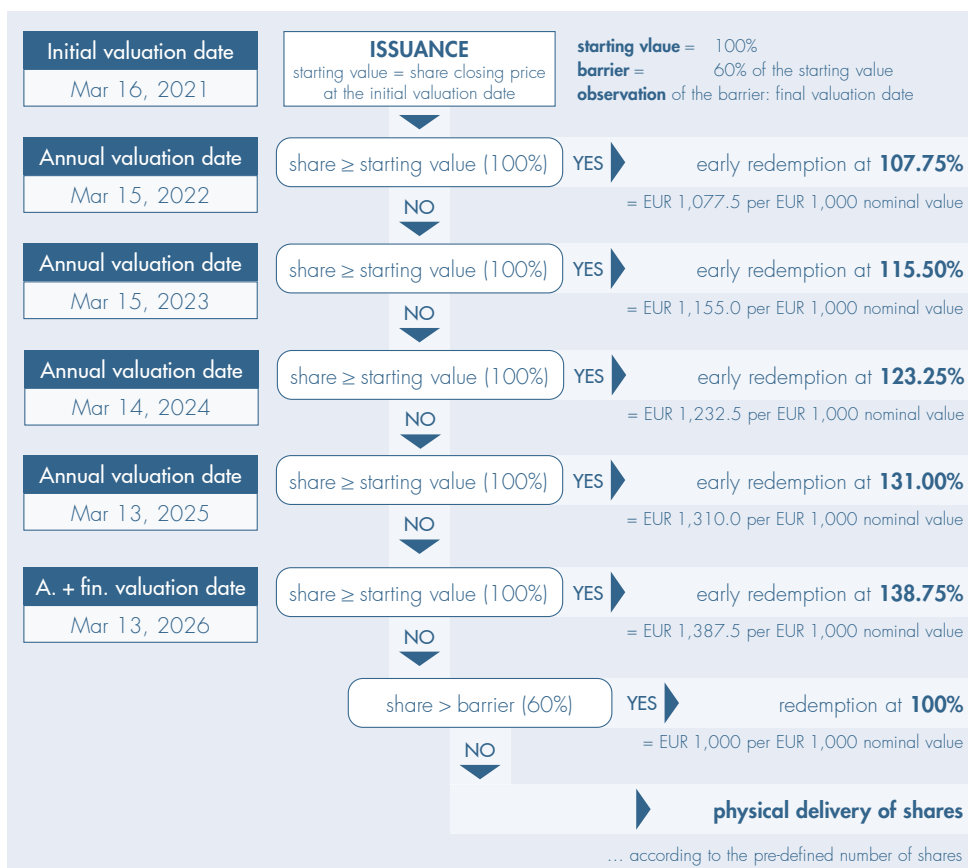 Initial valuation date
Mar 16, 2021
ISSUANCE
starting value = share closing price
at the initial valuation date
starting vlaue = 100%
barrier = 60% of the starting value
observation of the barrier: final valuation date
Annual valuation date
Mar 15, 2022
share ≥ starting value (100%)
YES
early redemption at 107.75%
= EUR 1,077.5 per EUR 1,000 nominal value
NO
Annual valuation date
Mar 15, 2023
share ≥ starting value (100%)
YES
early redemption at 115.50%
= EUR 1,155.0 per EUR 1,000 nominal value
NO
Annual valuation date
Mar 14, 2024
share ≥ starting value (100%)
YES
early redemption at 123.25%
= EUR 1,232.5 per EUR 1,000 nominal value
NO
Annual valuation date
Mar 13, 2025
share ≥ starting value (100%)
YES
early redemption at 131.00%
= EUR 1,310.0 per EUR 1,000 nominal value
NO
A. + fin. valuation date
Mar 13, 2026
share ≥ starting value (100%)
YES
early redemption at 138.75%
= EUR 1,387.5 per EUR 1,000 nominal value
NO
share > barrier (60%)
YES
redemption at 100%
= EUR 1,000 per EUR 1,000 nominal value
NO
physical delivery of shares
... according to the pre-defined number of shares